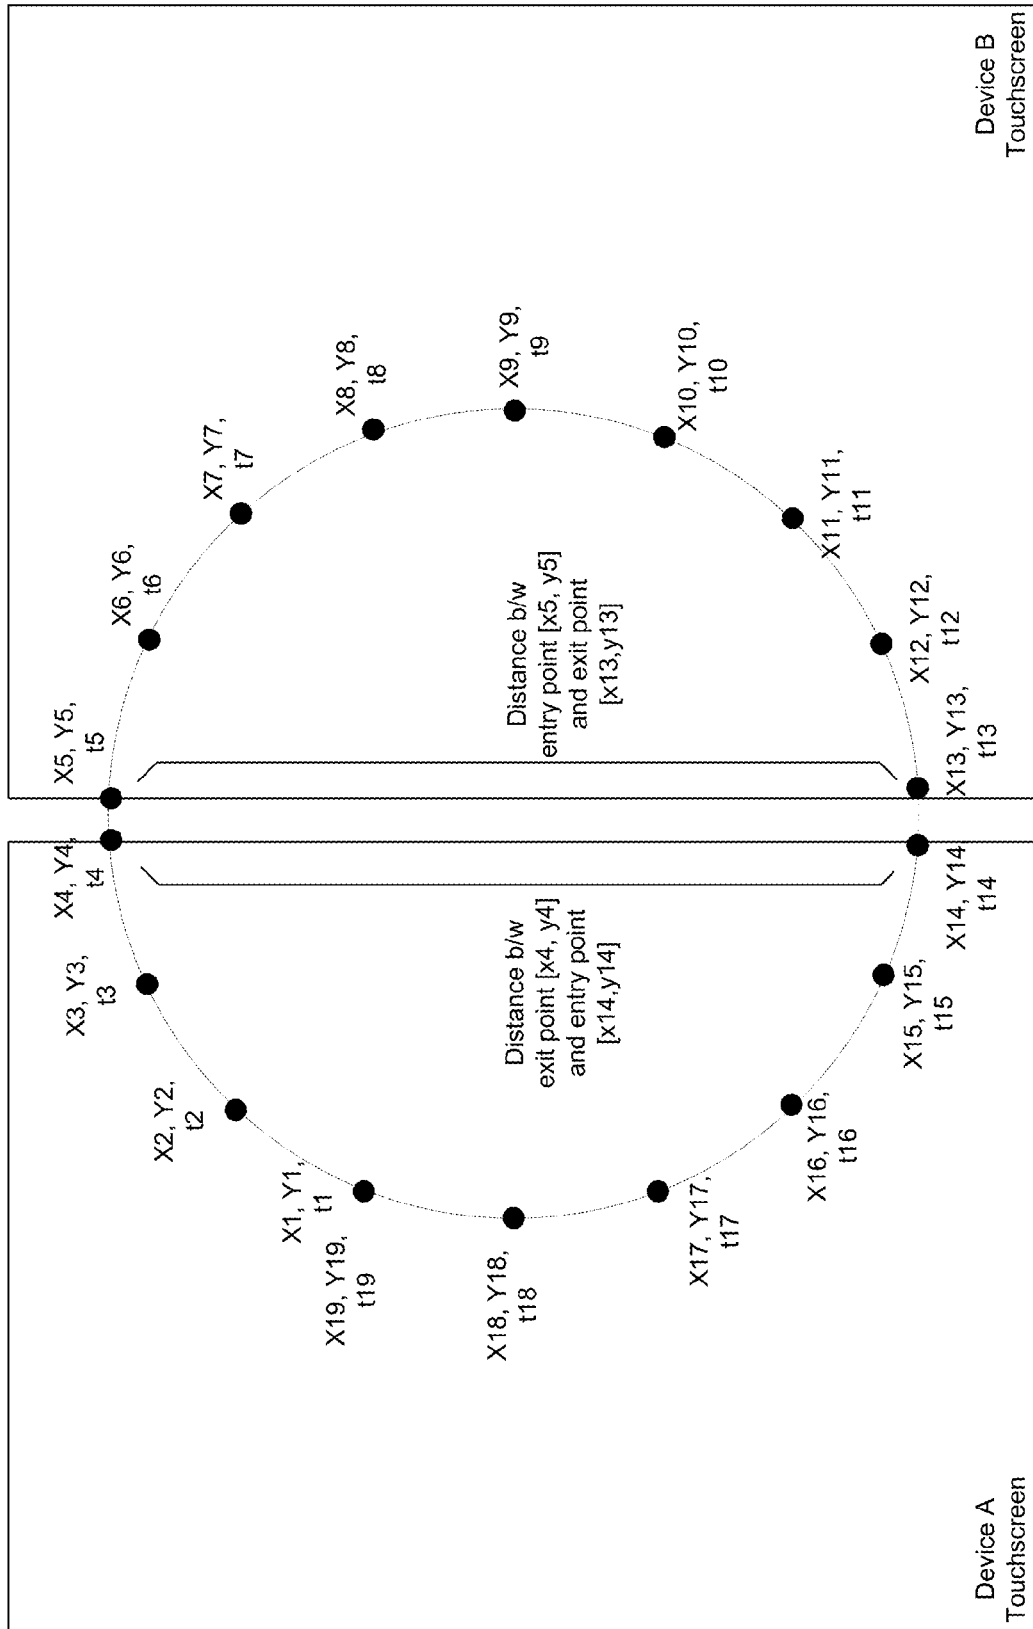 X1, Y1,
t1
X2, Y2,
t2
X3, Y3,
t3
X4, Y4,
t4
X5, Y5,
t5
X6, Y6,
t6
X7, Y7,
t7
X8, Y8,
t8
X9, Y9,
t9
X10, Y10,
t10
X11, Y11,
t11
X12, Y12,
t12
X13, Y13,
t13
X14, Y14
t14
X15, Y15,
t15
X16, Y16,
t16
X17, Y17,
t17
X18, Y18,
t18
X19, Y19,
t19
Distance b/w
exit point [x4, y4)
and entry point
[x14,y14]
Distance b/w
entry point [x5, y5]
and exit point
[x13,y13]
Device A
Touchscreen
Device B
Touchscreen